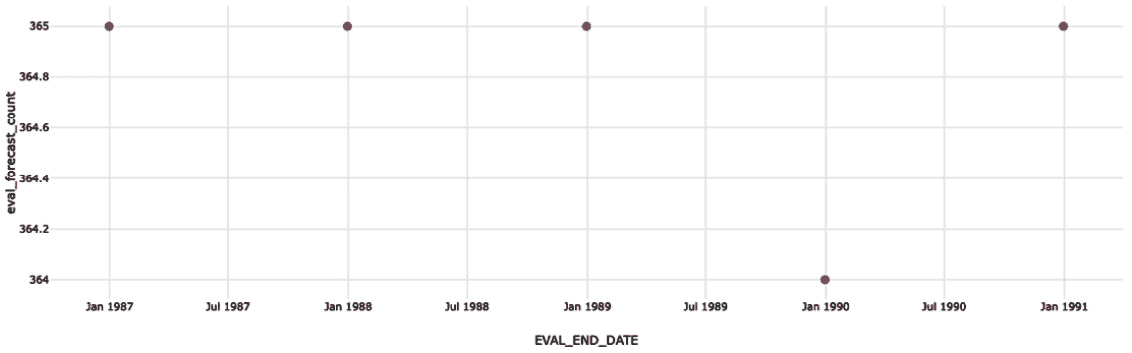 365
364.8
364.6
364.4
364.2
364
eval_forecast_count
Jan 1987
Jul 1987
Jan 1988
Jul 1988
Jan 1989
Jul 1989
Jan 1990
Jul 1990
Jan 1991
EVAL_END_DATE